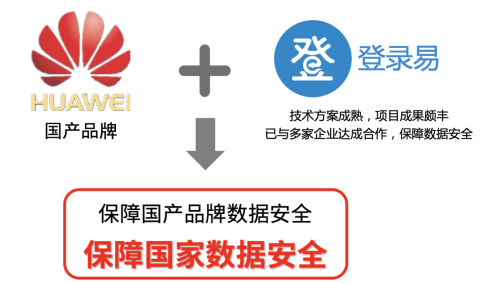 HUAWEI
国产品牌
登
登录易
技术方案成熟，项目成果颇丰
已与多家企业达成合作，保障数据安全
保障国产品牌数据安全
保障国家数据安全